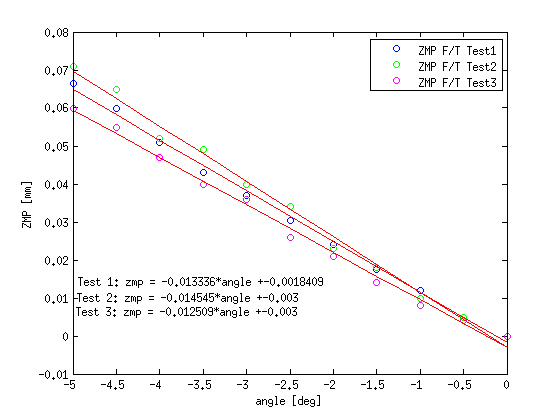 0.08
ZMP F/T Test1
ZMP F/T Test2
ZMP F/T Test3
0.07
0.06
0.05
0.04
0.03
0.02
0.01
0
-0.01
ZMP [mm]
Test 1: zmp = -0.013336*angle +-0.0018409
Test 2: zmp = -0.014545*angle +-0.003
Test 3: zmp = -0.012509*angle +-0.003
-5 -4.5 -4 -3.5 -3 -2.5 -2 -1.5 -1 -0.5 0
angle [deg]